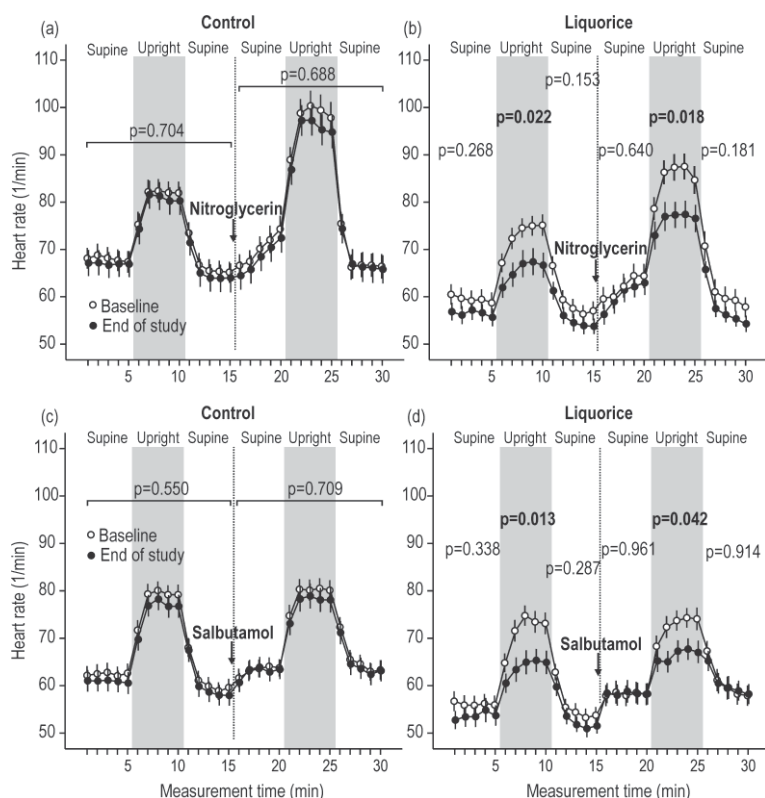 (a) Control
Supine Upright Supine Supine Upright Supine
110
100
90
80
70
60
50
Heart rate (1/min)
p=0.688
p=0.704
Nitroglycerin
Baseline
End of study
5 10 15 20 25 30
(b) Liquorice
Supine Upright Supine Supine Upright Supine
p=0.153
p=0.022 p=0.018
p=0.268 p=0.640 p=0.181
Nitroglycerin
110
100
90
80
70
60
50
5 10 15 20 25 30
(c) Control
Supine Upright Supine Supine Upright Supine
110
100
90
80
70
60
50
Heart rate (1/min)
p=0.550 p=0.709
Baseline
End of study
Salbutamol
5 10 15 20 25 30
Measurement time (min)
(d) Liquorice
Supine Upright Supine Supine Upright Supine
110
100
90
80
70
60
50
p=0.013 p=0.042
p=0.338 p=0.287 p=0.961 p=0.914
Salbutamol
5 10 15 20 25 30
Measurement time (min)